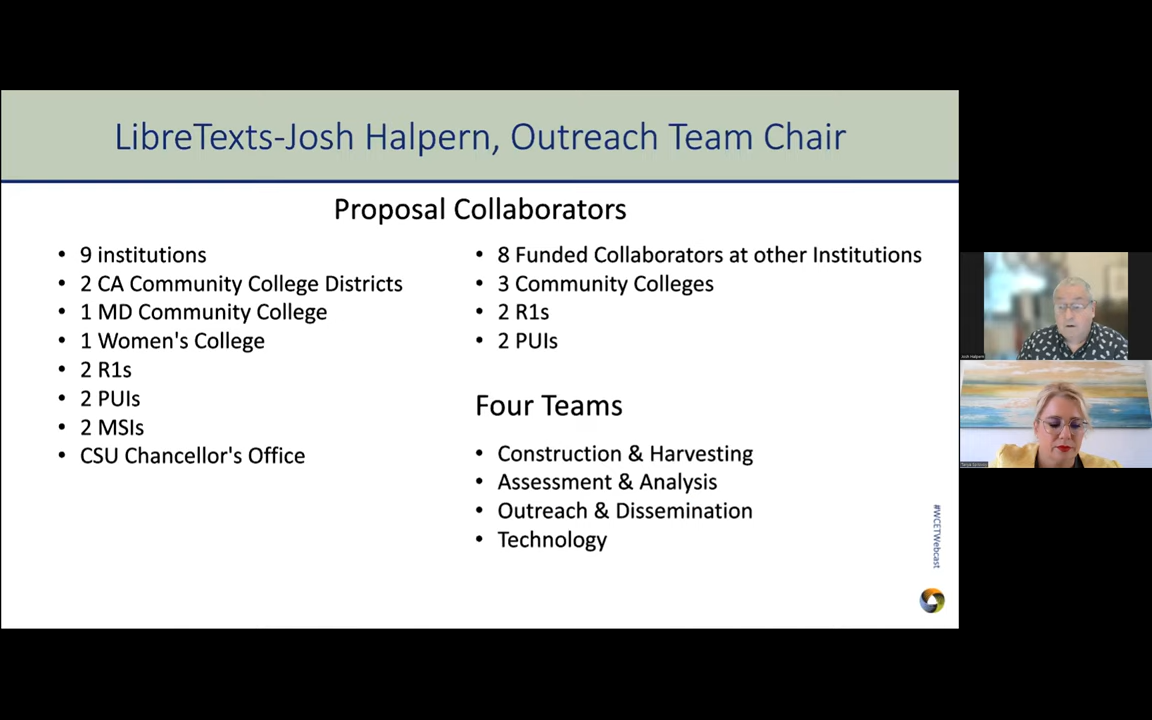 LibreTexts-Josh Halpern, Outreach Team Chair
Proposal Collaborators
• 9 institutions
• 2 CA Community College Districts
• 1 MD Community College
• 1 Women's College
• 2 R1s
• 2 PUIs
• 2 MSIs
• CSU Chancellor's Office
• 8 Funded Collaborators at other Institutions
• 3 Community Colleges
• 2 R1s
• 2 PUIs
Four Teams
• Construction & Harvesting
• Assessment & Analysis
• Outreach & Dissemination
• Technology
#WCETWebcast
Josh Halpern